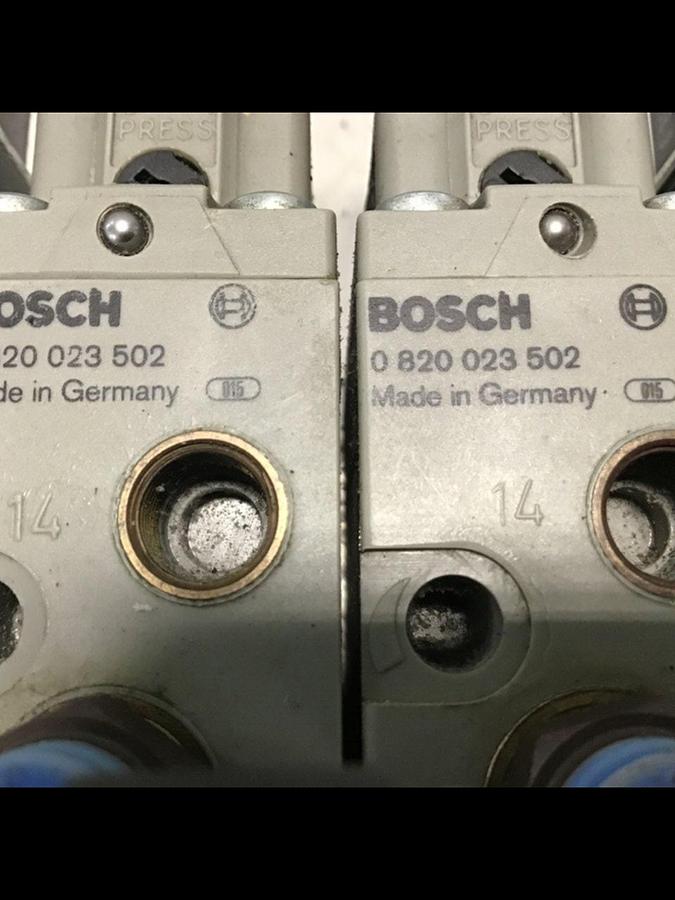 PRESS
OSCH
20 023 502
de in Germany 015
14
PRESS
BOSCH
0 820 023 502
Made in Germany 015
14